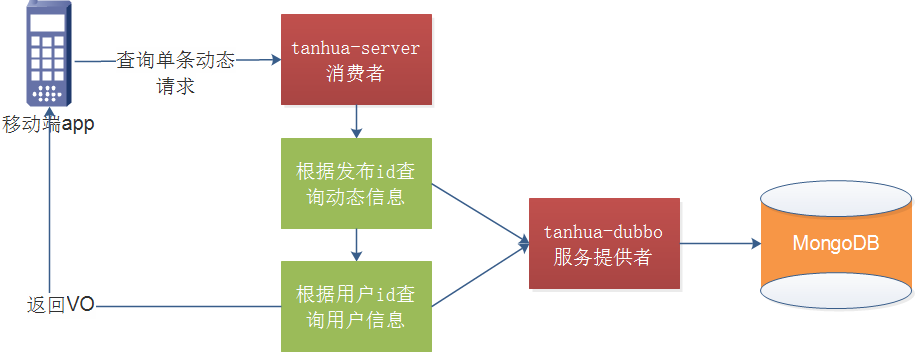 查询单条动态
请求
tanhua-server
消费者
移动端app
根据发布id查
询动态信息
tanhua-dubbo
服务提供者
MongoDB
根据用户id查
询用户信息
返回VO